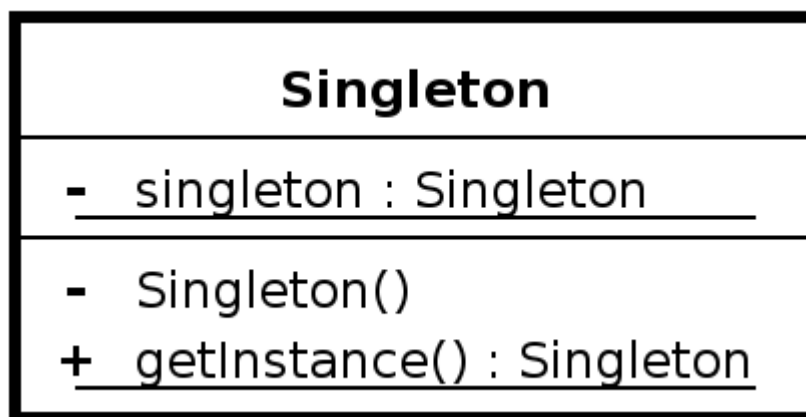 Singleton
- singleton : Singleton
- Singleton()
+ getInstance() : Singleton